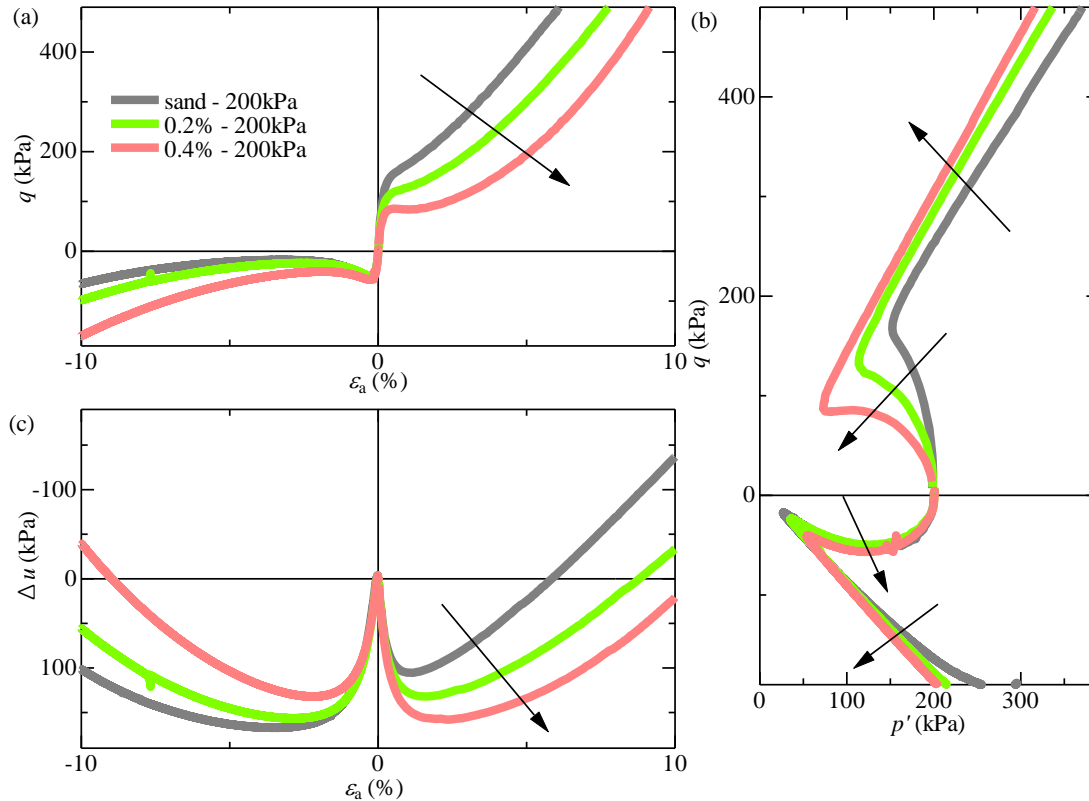 (a)
400
200
0
q (kPa)
sand - 200kPa
0.2% - 200kPa
0.4% - 200kPa
-10
0
10
εa (%)
(b)
400
200
0
q (kPa)
0
100
200
300
p' (kPa)
(c)
-100
0
100
Δu (kPa)
-10
0
10
εa (%)